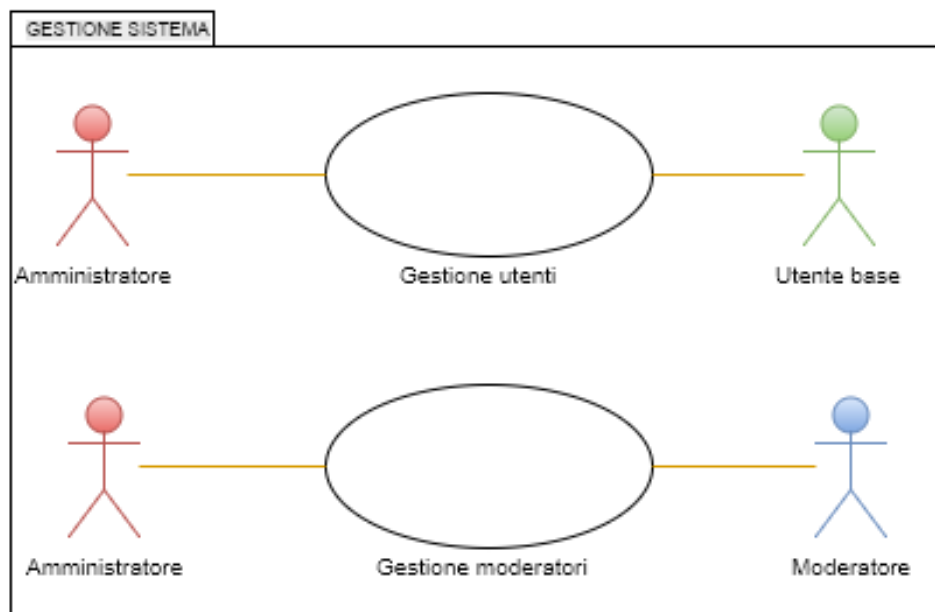 GESTIONE SISTEMA
Amministratore
Gestione utenti
Utente base
Amministratore
Gestione moderatori
Moderatore